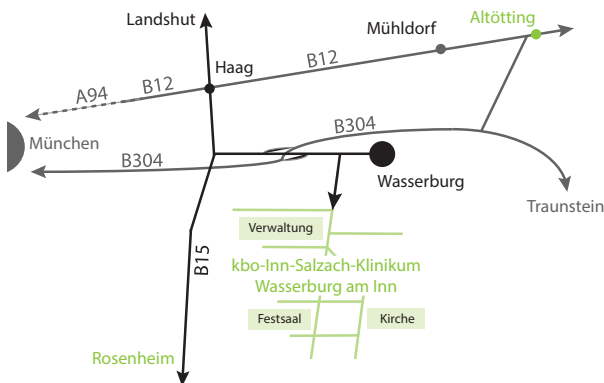 Landshut
Altötting
Mühldorf
Haag
B12
B12
A94
München
B304
B304
Wasserburg
Traunstein
Verwaltung
B15
kbo-Inn-Salzach-Klinikum
Wasserburg am Inn
Festsaal
Kirche
Rosenheim